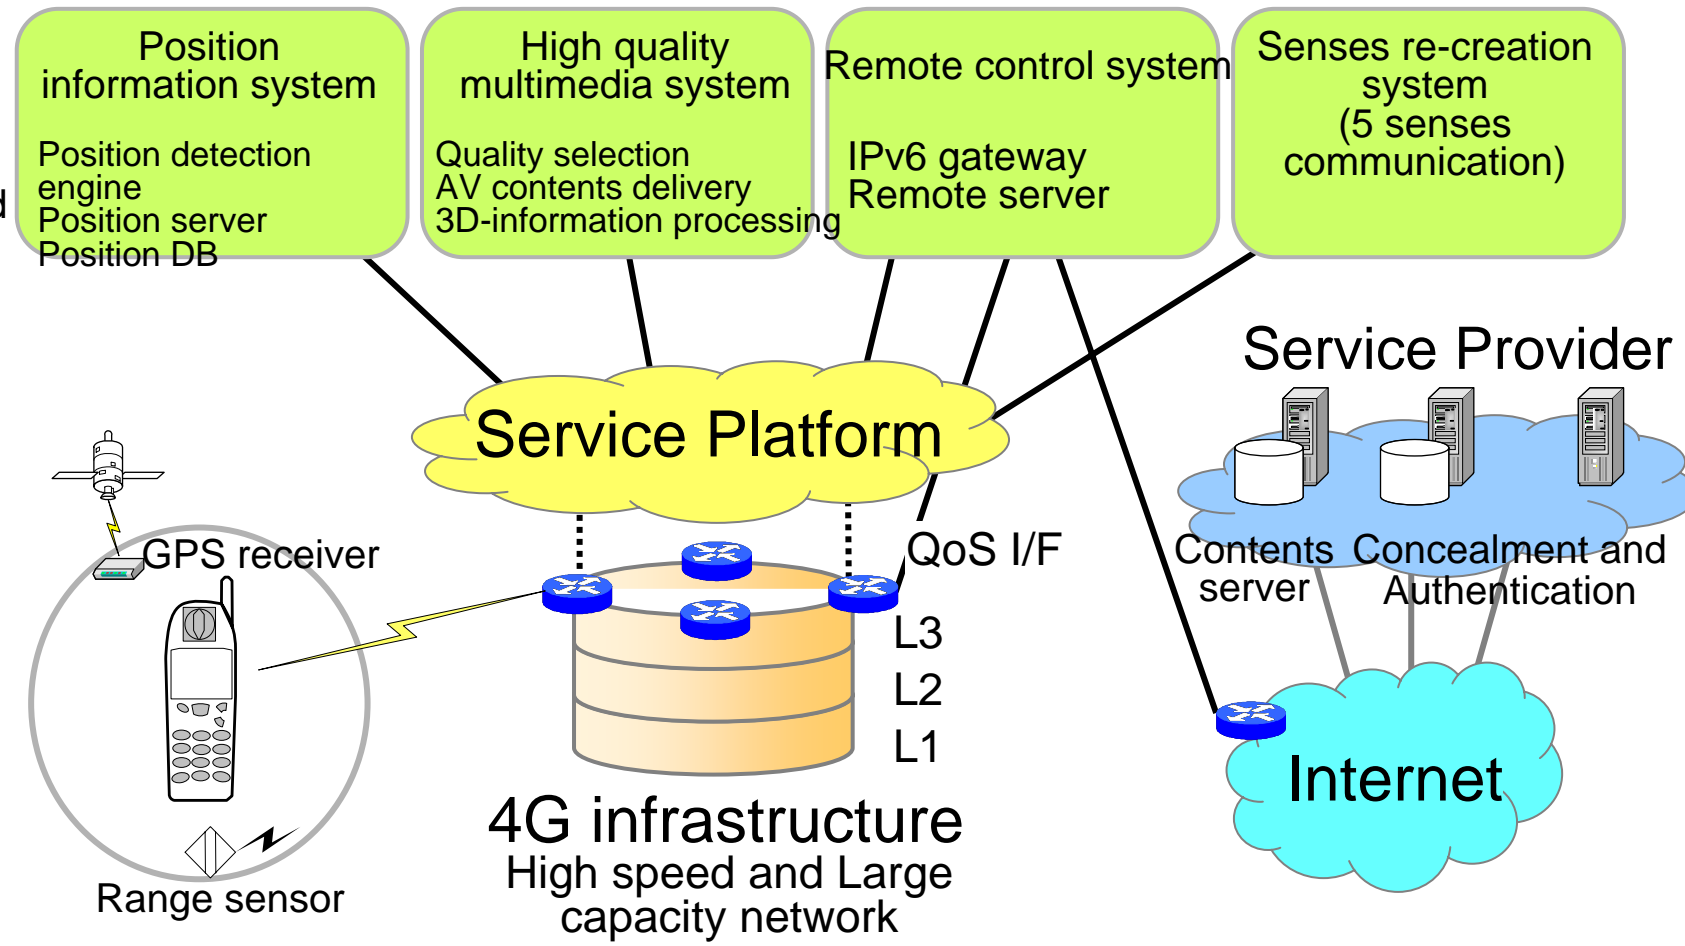 Position
information system
Position detection
engine
Position server
Position DB
High quality
multimedia system
Quality selection
AV contents delivery
3D-information processing
Remote control system
IPv6 gateway
Remote server
Senses re-creation
system
(5 senses
communication)
Service Provider
Service Platform
GPS receiver
QoS I/F
Contents
server
Concealment and
Authentication
L3
L2
L1
Internet
4G infrastructure
High speed and Large
capacity network
Range sensor